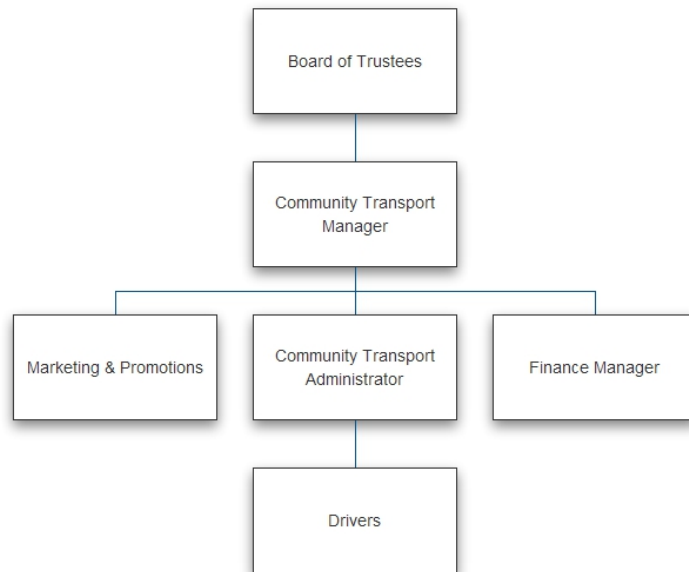 Board of Trustees
Community Transport
Manager
Marketing & Promotions
Community Transport
Administrator
Finance Manager
Drivers